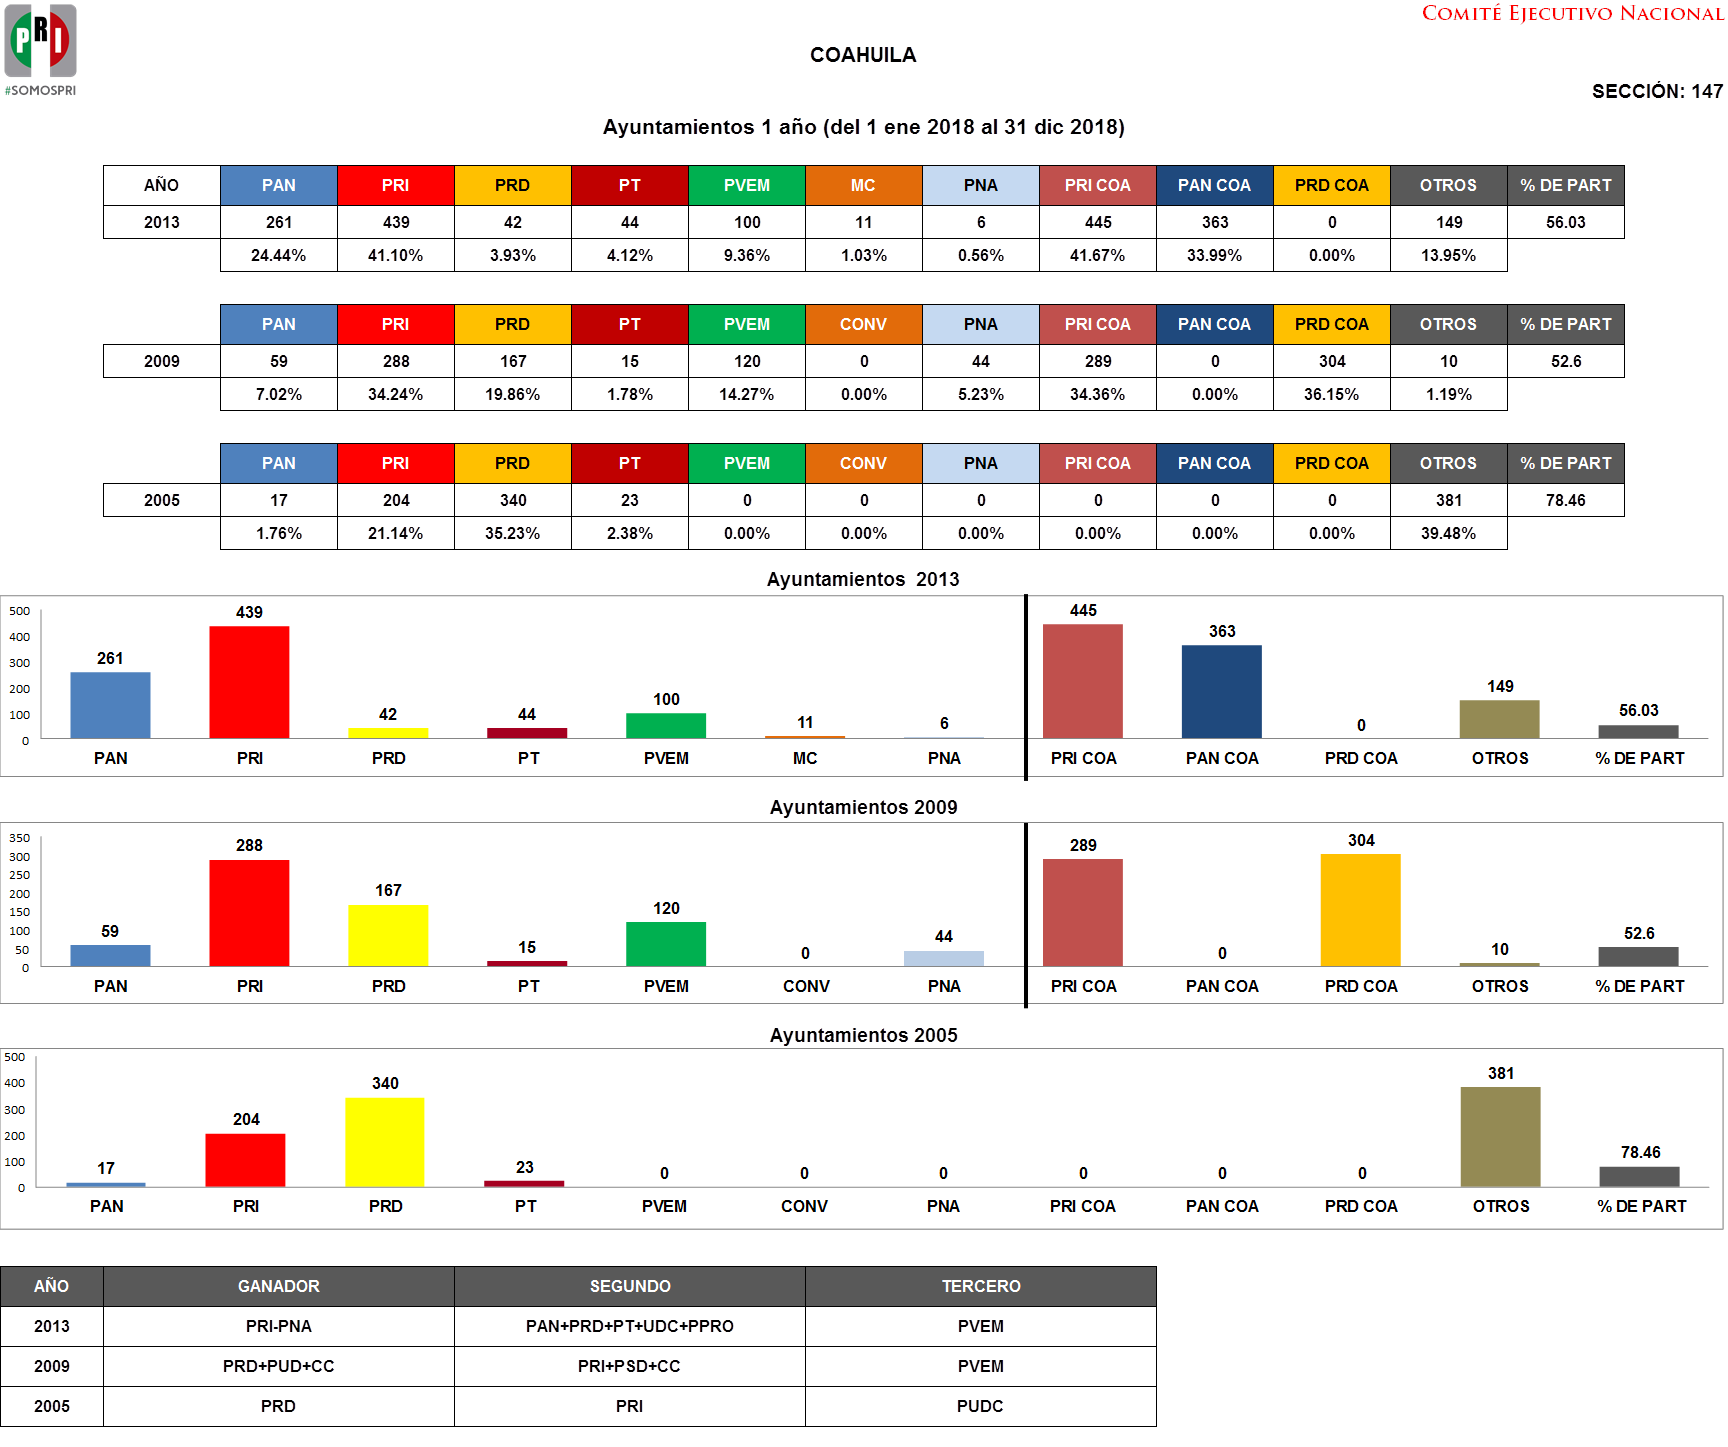 COMITÉ EJECUTIVO NACIONAL
PRI
#SOMOSPRI
COAHUILA
SECCIÓN: 147
Ayuntamientos 1 año (del 1 ene 2018 al 31 dic 2018)
AÑO PAN PRI PRD PT PVEM MC PNA PRI COA PAN COA PRD COA OTROS % DE PART
2013 261 439 42 44 100 11 6 445 363 0 149 56.03
24.44% 41.10% 3.93% 4.12% 9.36% 1.03% 0.56% 41.67% 33.99% 0.00% 13.95%
PAN PRI PRD PT PVEM CONV PNA PRI COA PAN COA PRD COA OTROS % DE PART
2009 59 288 167 15 120 0 44 289 0 304 10 52.6
7.02% 34.24% 19.86% 1.78% 14.27% 0.00% 5.23% 34.36% 0.00% 36.15% 1.19%
PAN PRI PRD PT PVEM CONV PNA PRI COA PAN COA PRD COA OTROS % DE PART
2005 17 204 340 23 0 0 0 0 0 0 381 78.46
1.76% 21.14% 35.23% 2.38% 0.00% 0.00% 0.00% 0.00% 0.00% 0.00% 39.48%
Ayuntamientos 2013
500
400
300
200
100
0
261 439 42 44 100 11 6 445 363 0 149 56.03
PAN PRI PRD PT PVEM MC PNA PRI COA PAN COA PRD COA OTROS % DE PART
Ayuntamientos 2009
350
300
250
200
150
100
50
0
59 288 167 15 120 0 44 289 0 304 10 52.6
PAN PRI PRD PT PVEM CONV PNA PRI COA PAN COA PRD COA OTROS % DE PART
Ayuntamientos 2005
500
400
300
200
100
0
17 204 340 23 0 0 0 0 0 0 381 78.46
PAN PRI PRD PT PVEM CONV PNA PRI COA PAN COA PRD COA OTROS % DE PART
AÑO GANADOR SEGUNDO TERCERO
2013 PRI-PNA PAN+PRD+PT+UDC+PPRO PVEM
2009 PRD+PUD+CC PRI+PSD+CC PVEM
2005 PRD PRI PUDC